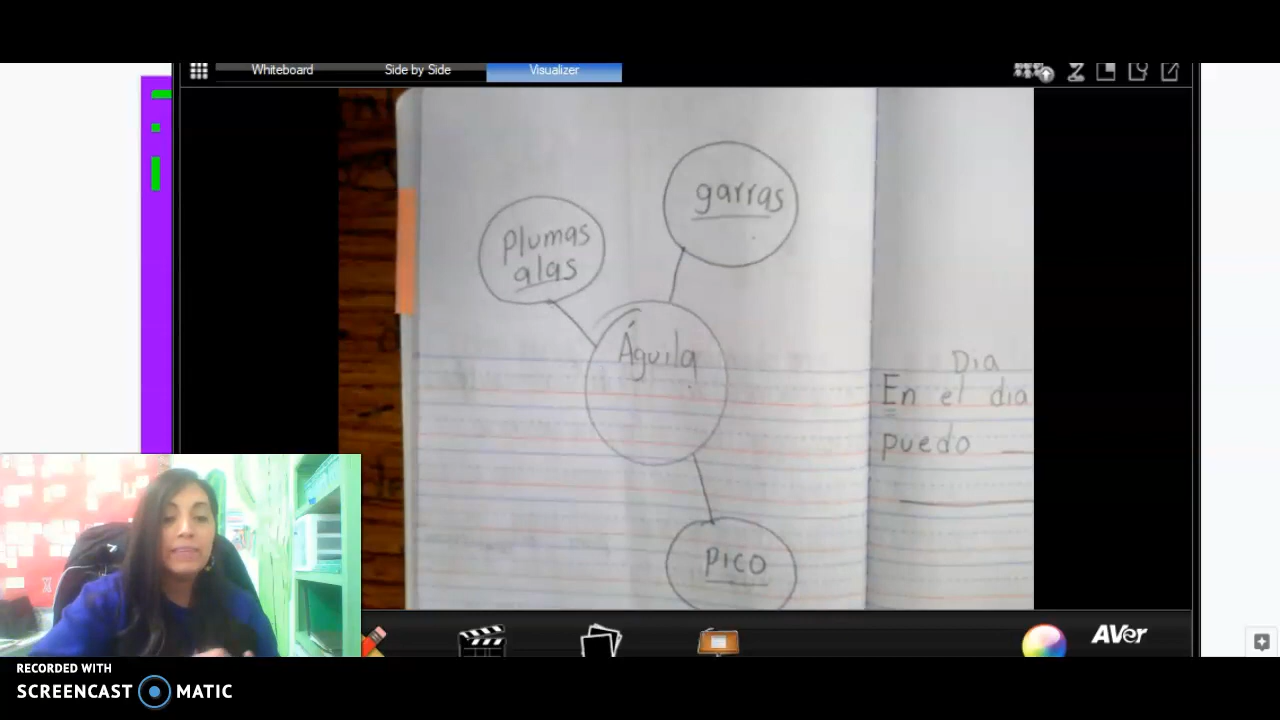 Whiteboard
Side by Side
Visualizer
garras
plumas
alas
Águila
Dia
En el dia
puedo __
pico
AVer
RECORDED WITH
SCREENCAST MATIC